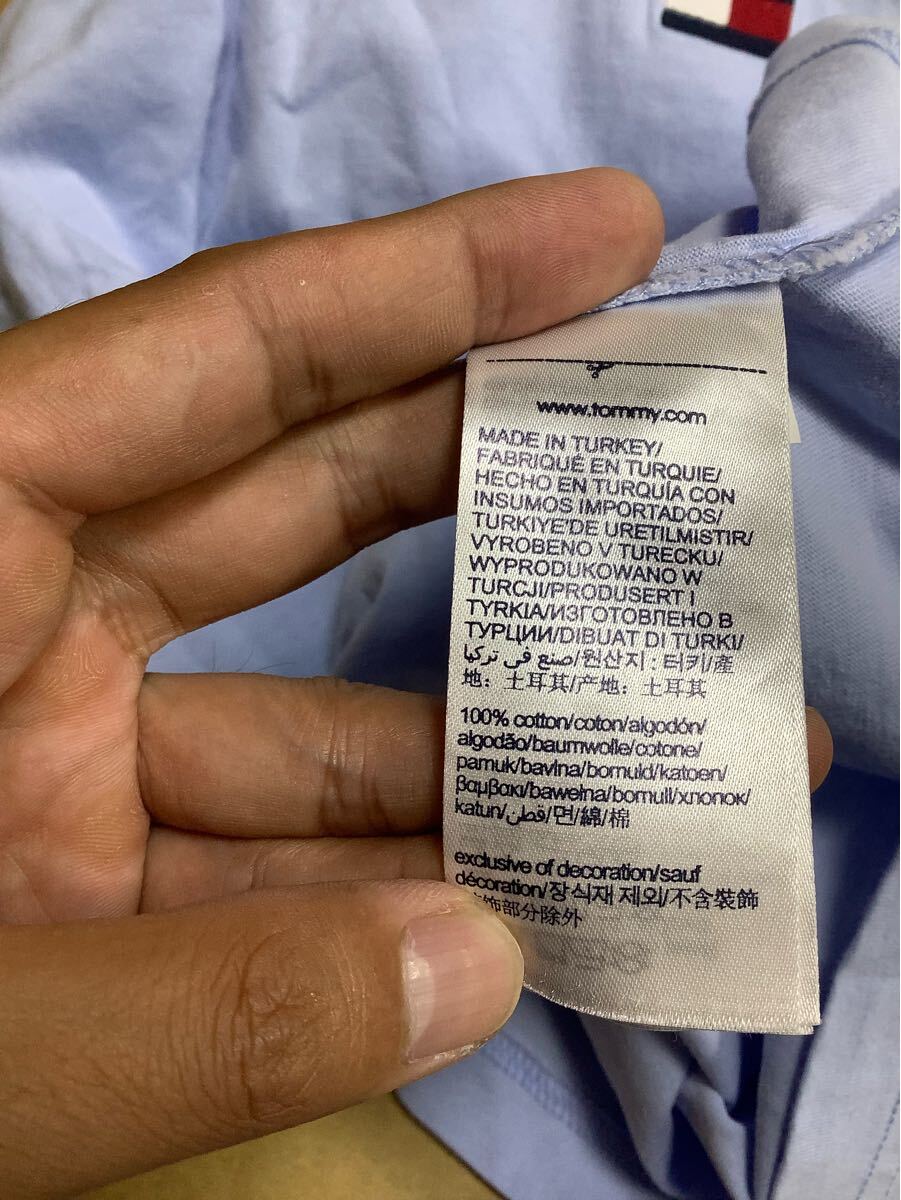 www.tommy.com
MADE IN TURKEY/
FABRIQUÉ EN TURQUIE/
HECHO EN TURQUÍA CON
INSUMOS IMPORTADOS/
TURKIYE'DE URETILMISTIR/
VYROBENO V TURECKU/
WYPRODUKOWANO W
TURCJI/PRODUSERT I
TYRKIA/ИЗГОТОВЛЕНО В
ТУРЦИИ/DIBUAT DI TURKI/
صنع في تركيا/원산지 : 터키/產
地：土耳其/产地：土耳其
100% cotton/coton/algodón/
algodão/baumwolle/cotone/
pamuk/bavlna/bomuld/katoen/
βαμβακι/bawełna/bomull/хлопок/
katun/قطن/면/綿/棉
exclusive of decoration/sauf
décoration/장식재 제외/不含裝飾
饰部分除外